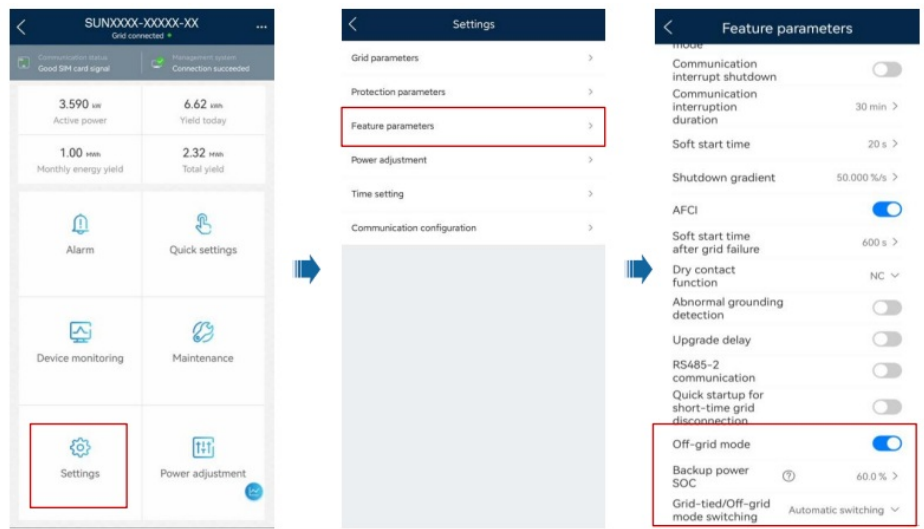 SUNXXXX-XXXXX-XX
Grid connected
Communication status
Good SIM card signal
Management system
Connection succeeded
3.590 kW
Active power
6.62 kWh
Yield today
1.00 MWh
Monthly energy yield
2.32 MWh
Total yield
Alarm
Quick settings
Device monitoring
Maintenance
Settings
Power adjustment
Settings
Grid parameters
Protection parameters
Feature parameters
Power adjustment
Time setting
Communication configuration
Feature parameters
mode
Communication
interrupt shutdown
Communication
interruption
duration
30 min
Soft start time
20 s
Shutdown gradient
50.000 %/s
AFCI
Soft start time
after grid failure
600 s
Dry contact
function
NC
Abnormal grounding
detection
Upgrade delay
RS485-2
communication
Quick startup for
short-time grid
disconnection
Off-grid mode
Backup power
SOC
60.0 %
Grid-tied/Off-grid
mode switching
Automatic switching